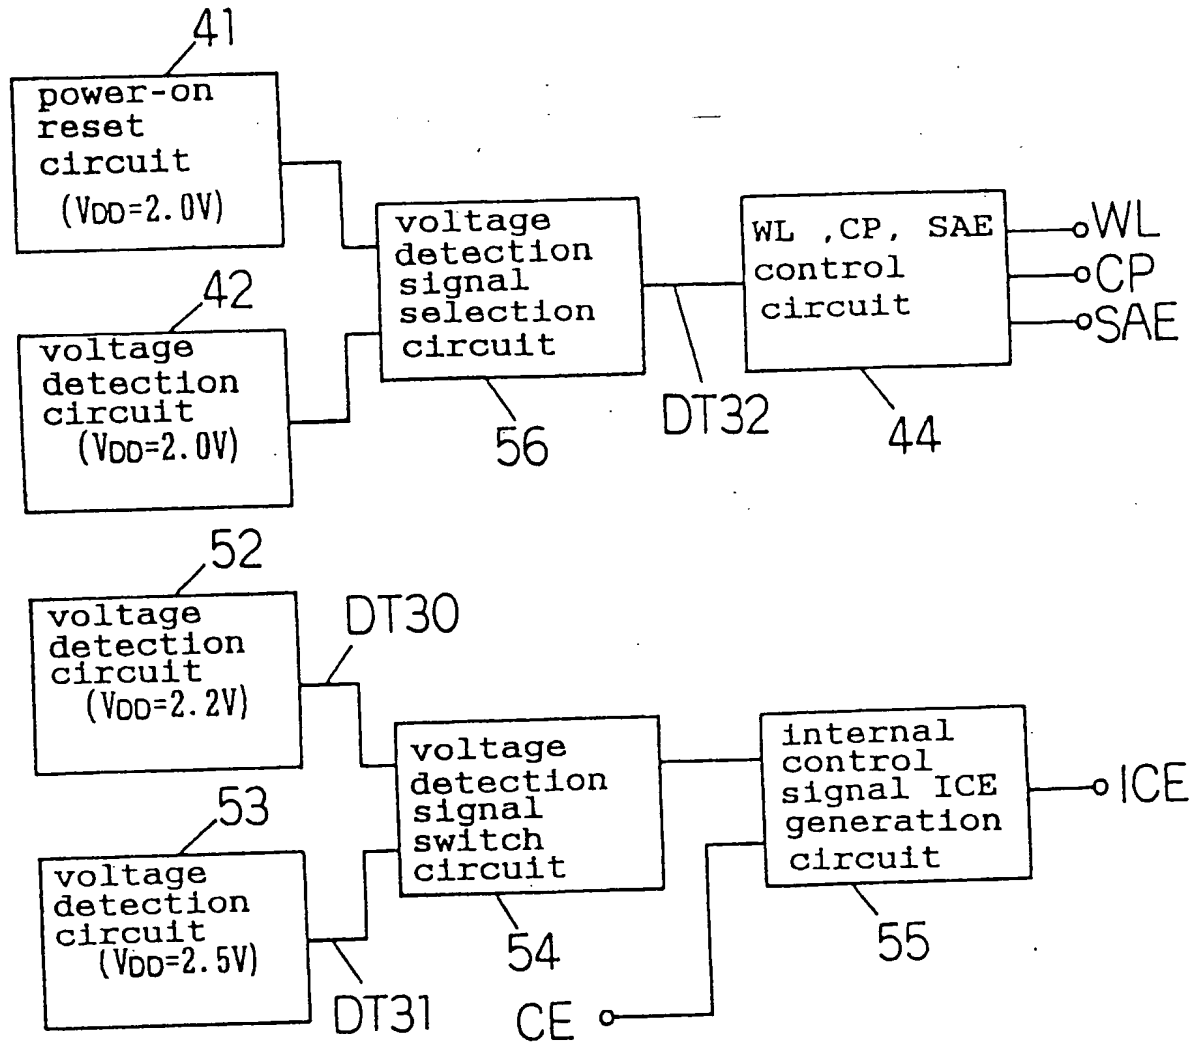 41
power-on
reset
circuit
(VDD=2.0V)
42
voltage
detection
circuit
(VDD=2.0V)
voltage
detection
signal
selection
circuit
56
DT32
WL ,CP, SAE
control
circuit
44
WL
CP
SAE
52
voltage
detection
circuit
(VDD=2.2V)
DT30
53
voltage
detection
circuit
(VDD=2.5V)
DT31
voltage
detection
signal
switch
circuit
54
CE
internal
control
signal ICE
generation
circuit
55
ICE